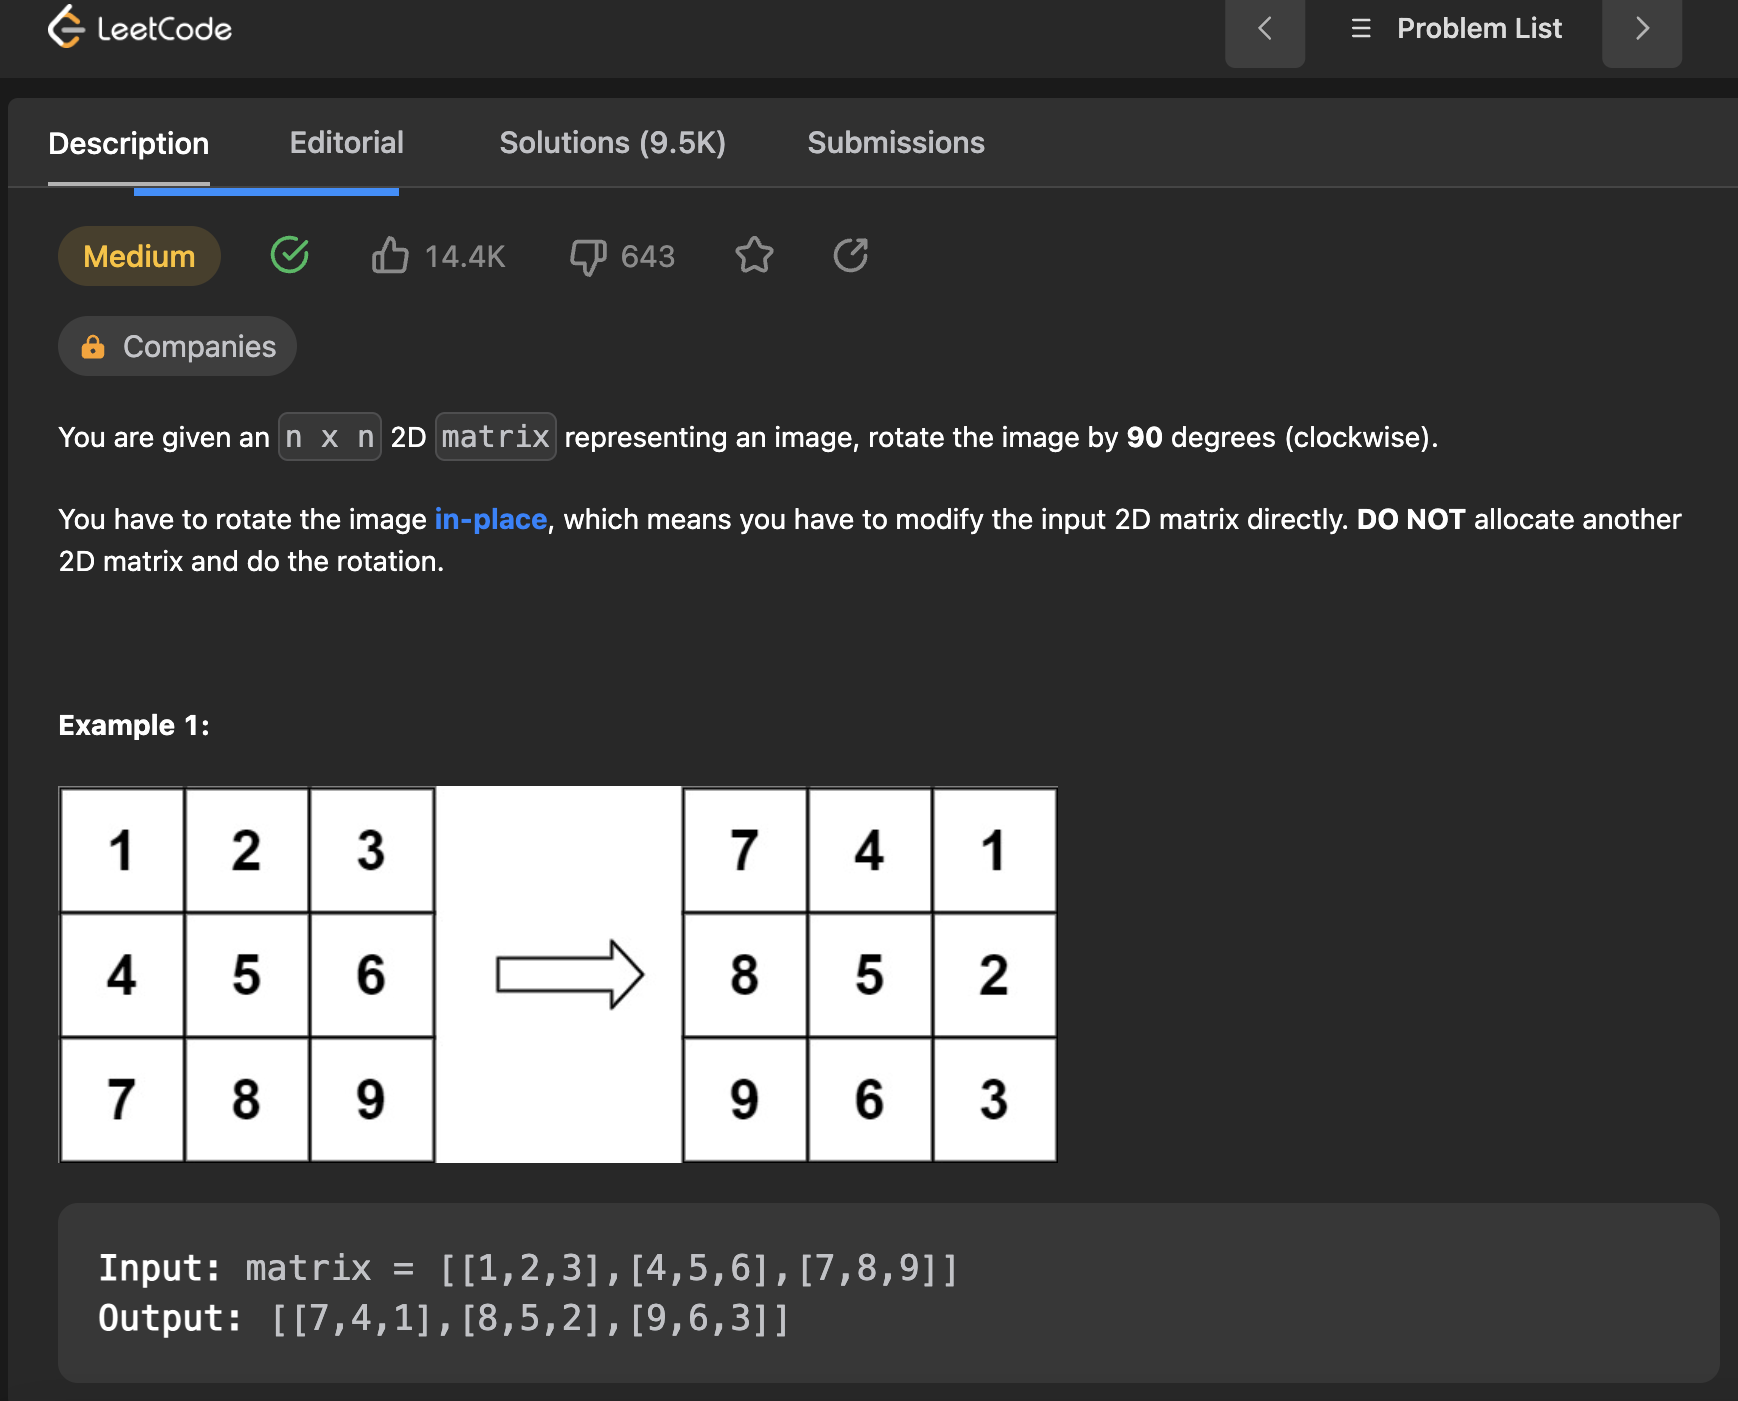 LeetCode
Problem List
Description Editorial Solutions (9.5K) Submissions
Medium 14.4K 643
Companies
You are given an n x n 2D matrix representing an image, rotate the image by 90 degrees (clockwise).
You have to rotate the image in-place, which means you have to modify the input 2D matrix directly. DO NOT allocate another
2D matrix and do the rotation.
Example 1:
1 2 3 7 4 1
4 5 6 8 5 2
7 8 9 9 6 3
Input: matrix = [[1,2,3],[4,5,6],[7,8,9]]
Output: [[7,4,1],[8,5,2],[9,6,3]]